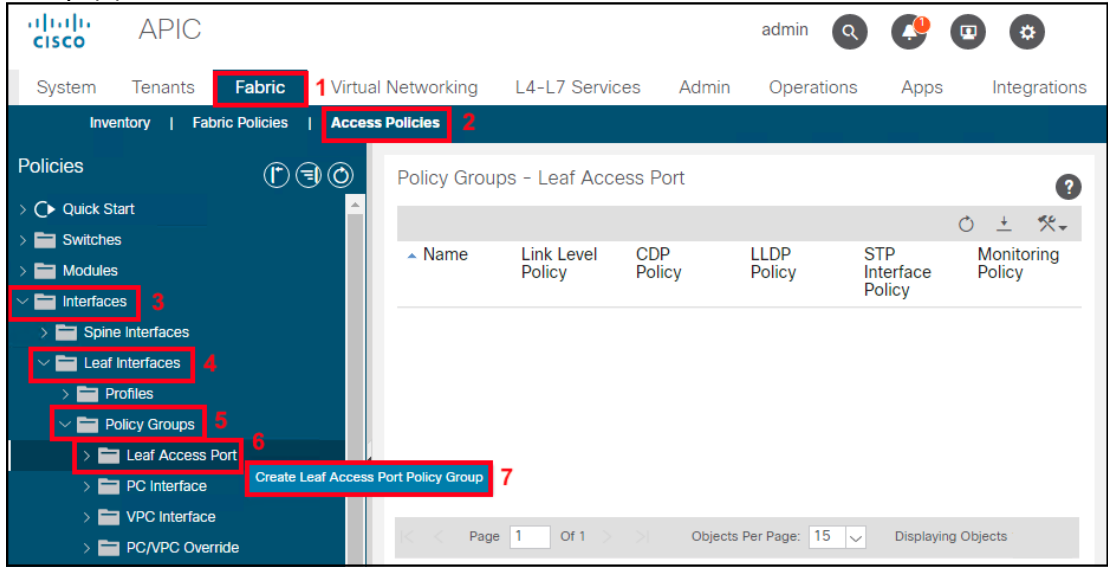 CISCO APIC admin 1
System Tenants Fabric 1 Virtual Networking L4-L7 Services Admin Operations Apps Integrations
Inventory | Fabric Policies | Access Policies 2
Policies
Quick Start
Switches
Modules
Interfaces 3
Spine Interfaces
Leaf Interfaces 4
Profiles
Policy Groups 5
Leaf Access Port 6
Create Leaf Access Port Policy Group 7
PC Interface
VPC Interface
PC/VPC Override
Policy Groups - Leaf Access Port
?
Name Link Level Policy CDP Policy LLDP Policy STP Interface Policy Monitoring Policy
Page 1 Of 1 Objects Per Page: 15 Displaying Objects